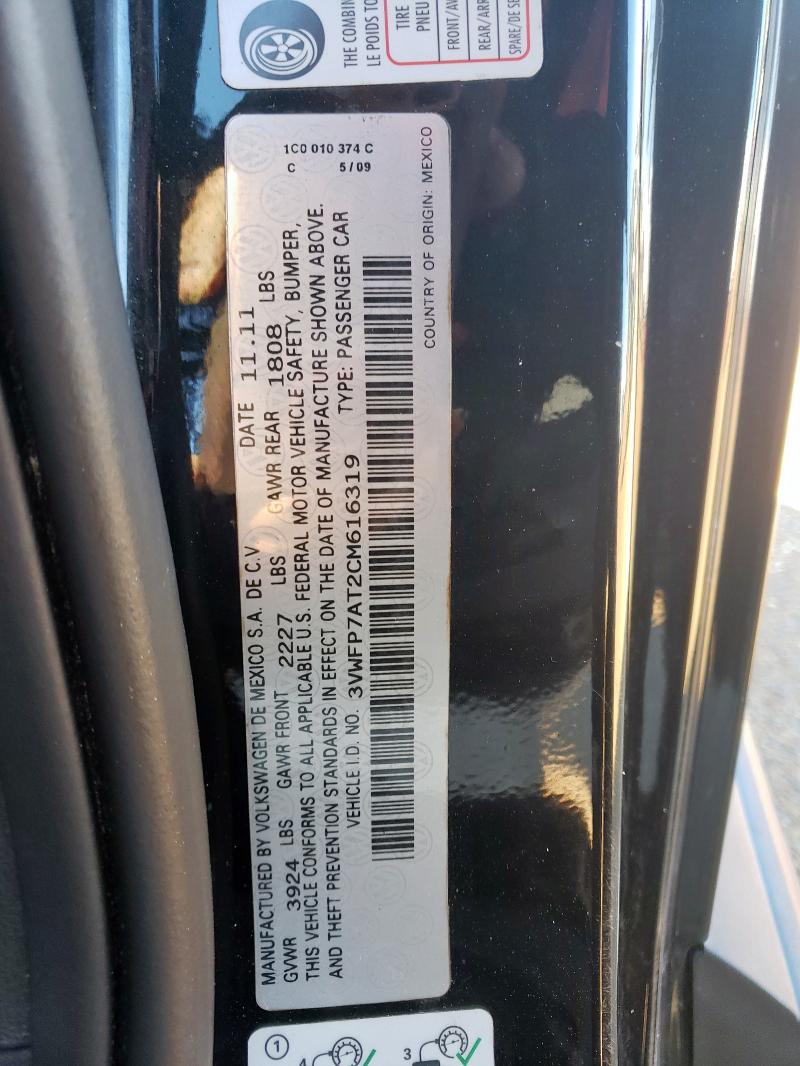 THE COMBIN
LE POIDS TO
TIRE
PNEU
FRONT/AV
REAR/ARR
SPARE/DE SE
1C0 010 374 C
C 5/09
MANUFACTURED BY VOLKSWAGEN DE MEXICO S.A. DE C.V DATE 11.11
GVWR 3924 LBS GAWR FRONT 2227 LBS GAWR REAR 1808 LBS
THIS VEHICLE CONFORMS TO ALL APPLICABLE U.S. FEDERAL MOTOR VEHICLE SAFETY, BUMPER,
AND THEFT PREVENTION STANDARDS IN EFFECT ON THE DATE OF MANUFACTURE SHOWN ABOVE.
VEHICLE I.D. NO. 3VWFP7AT2CM616319 TYPE: PASSENGER CAR
COUNTRY OF ORIGIN: MEXICO
1
4 3